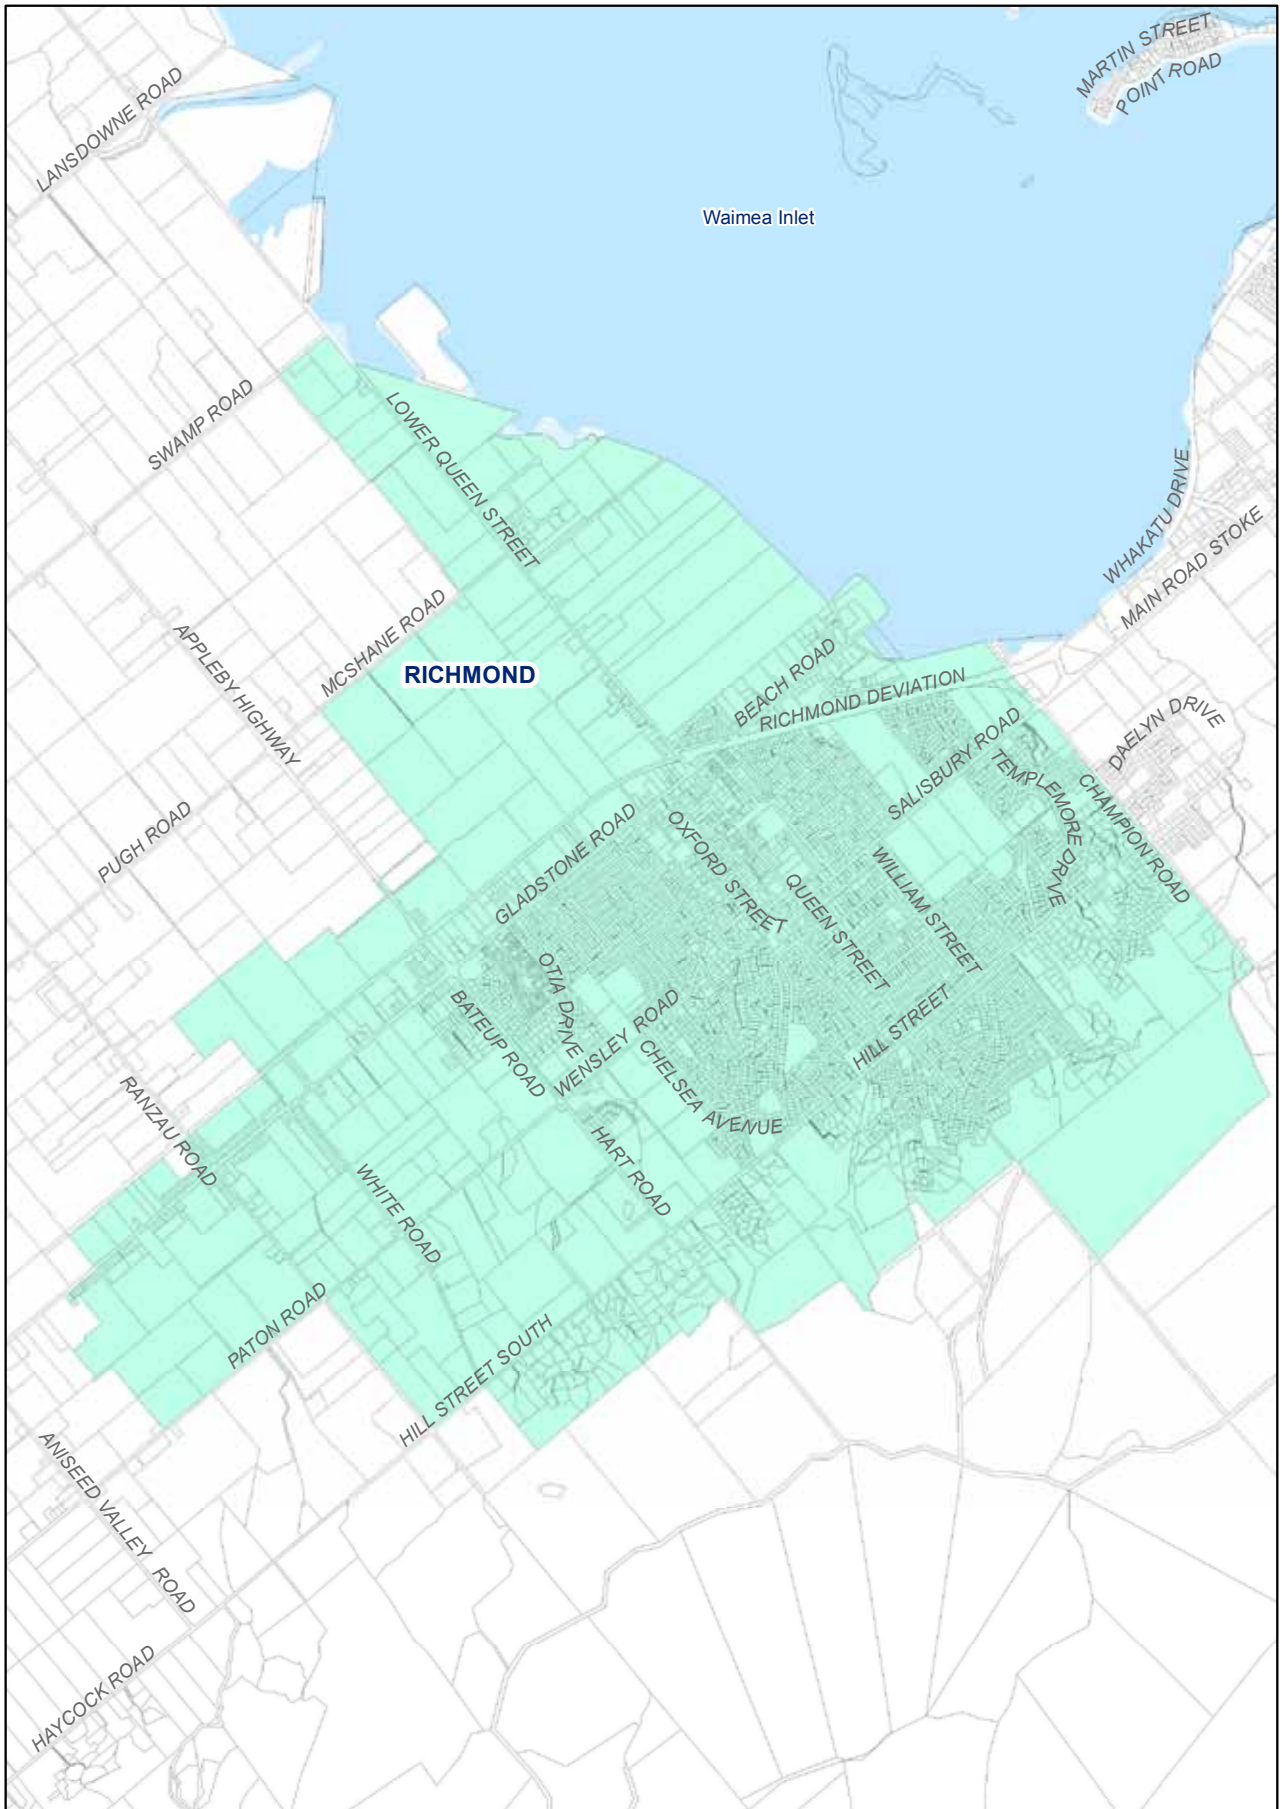 MARTIN STREET
POINT ROAD
LANSDOWNE ROAD
Waimea Inlet
SWAMP ROAD
LOWER QUEEN STREET
WHAKATU DRIVE
MAIN ROAD STOKE
APPLEBY HIGHWAY
MCSHANE ROAD
RICHMOND
BEACH ROAD
RICHMOND DEVIATION
DAELYN DRIVE
SALISBURY ROAD
TEMPLEMORE DRIVE
CHAMPION ROAD
PUGH ROAD
GLADSTONE ROAD
OXFORD STREET
QUEEN STREET
WILLIAM STREET
OTIA DRIVE
BATEUP ROAD
WENSLEY ROAD
HILL STREET
CHELSEA AVENUE
RANZAU ROAD
HART ROAD
WHITE ROAD
PATON ROAD
HILL STREET SOUTH
ANISEED VALLEY ROAD
HAYCOCK ROAD